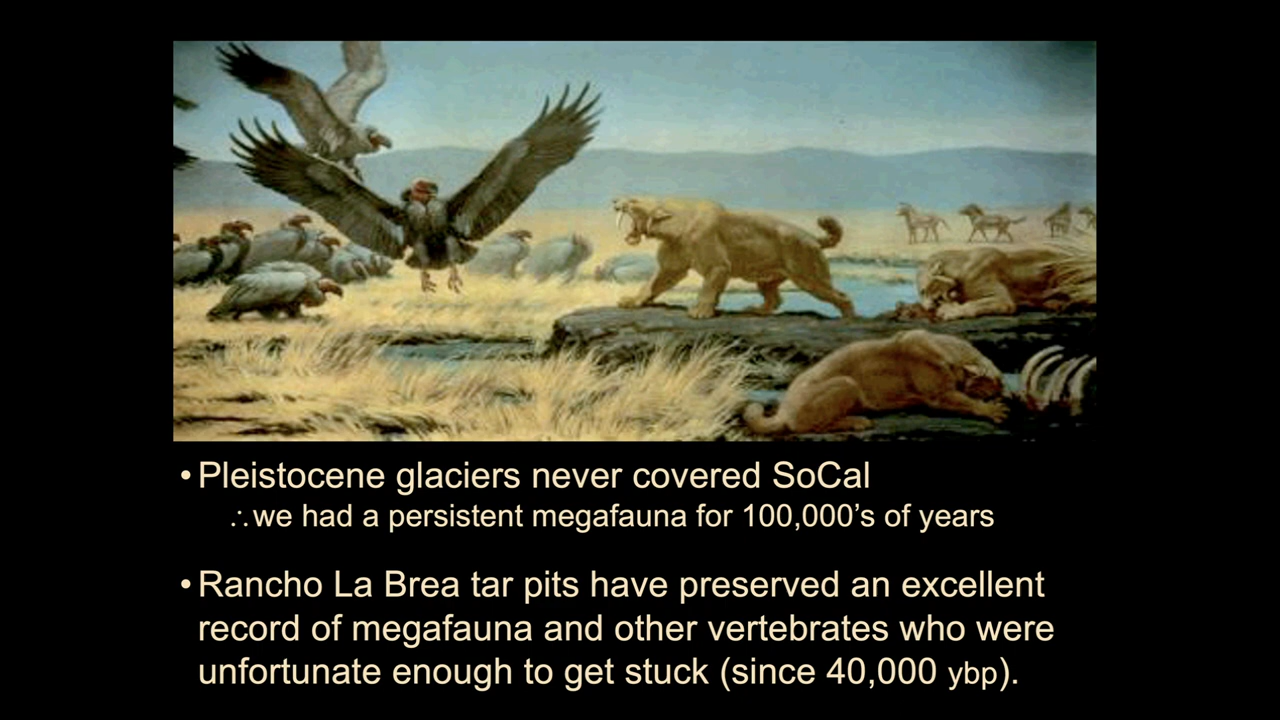 • Pleistocene glaciers never covered SoCal
∴ we had a persistent megafauna for 100,000’s of years
• Rancho La Brea tar pits have preserved an excellent
record of megafauna and other vertebrates who were
unfortunate enough to get stuck (since 40,000 ybp).